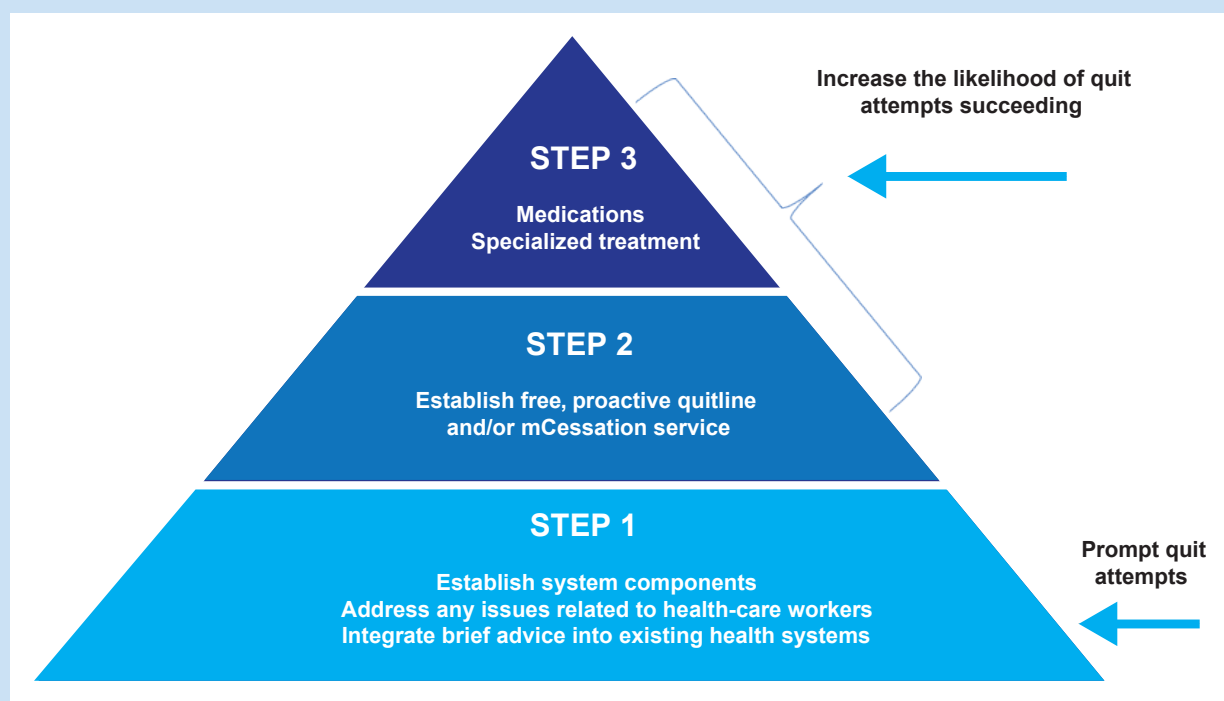 Increase the likelihood of quit
attempts succeeding
STEP 3
Medications
Specialized treatment
STEP 2
Establish free, proactive quitline
and/or mCessation service
STEP 1
Establish system components
Address any issues related to health-care workers
Integrate brief advice into existing health systems
Prompt quit
attempts